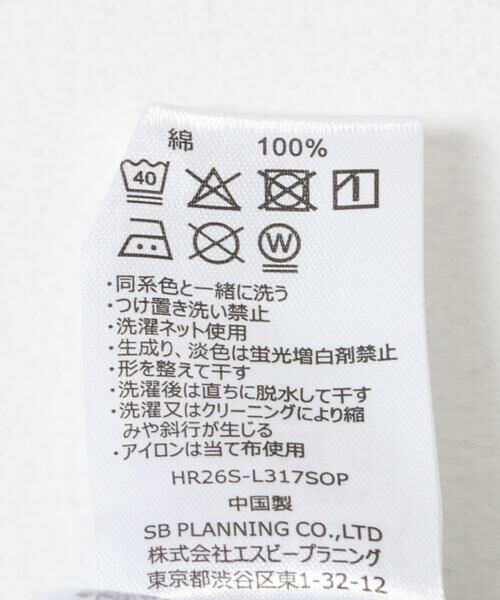 綿 100%
40
W
・同系色と一緒に洗う
・つけ置き洗い禁止
・洗濯ネット使用
・生成り、淡色は蛍光増白剤禁止
・形を整えて干す
・洗濯後は直ちに脱水して干す
・洗濯又はクリーニングにより縮
みや斜行が生じる
・アイロンは当て布使用
HR26S-L317SOP
中国製
SB PLANNING CO.,LTD
株式会社エスビープラニング
東京都渋谷区東1-32-12